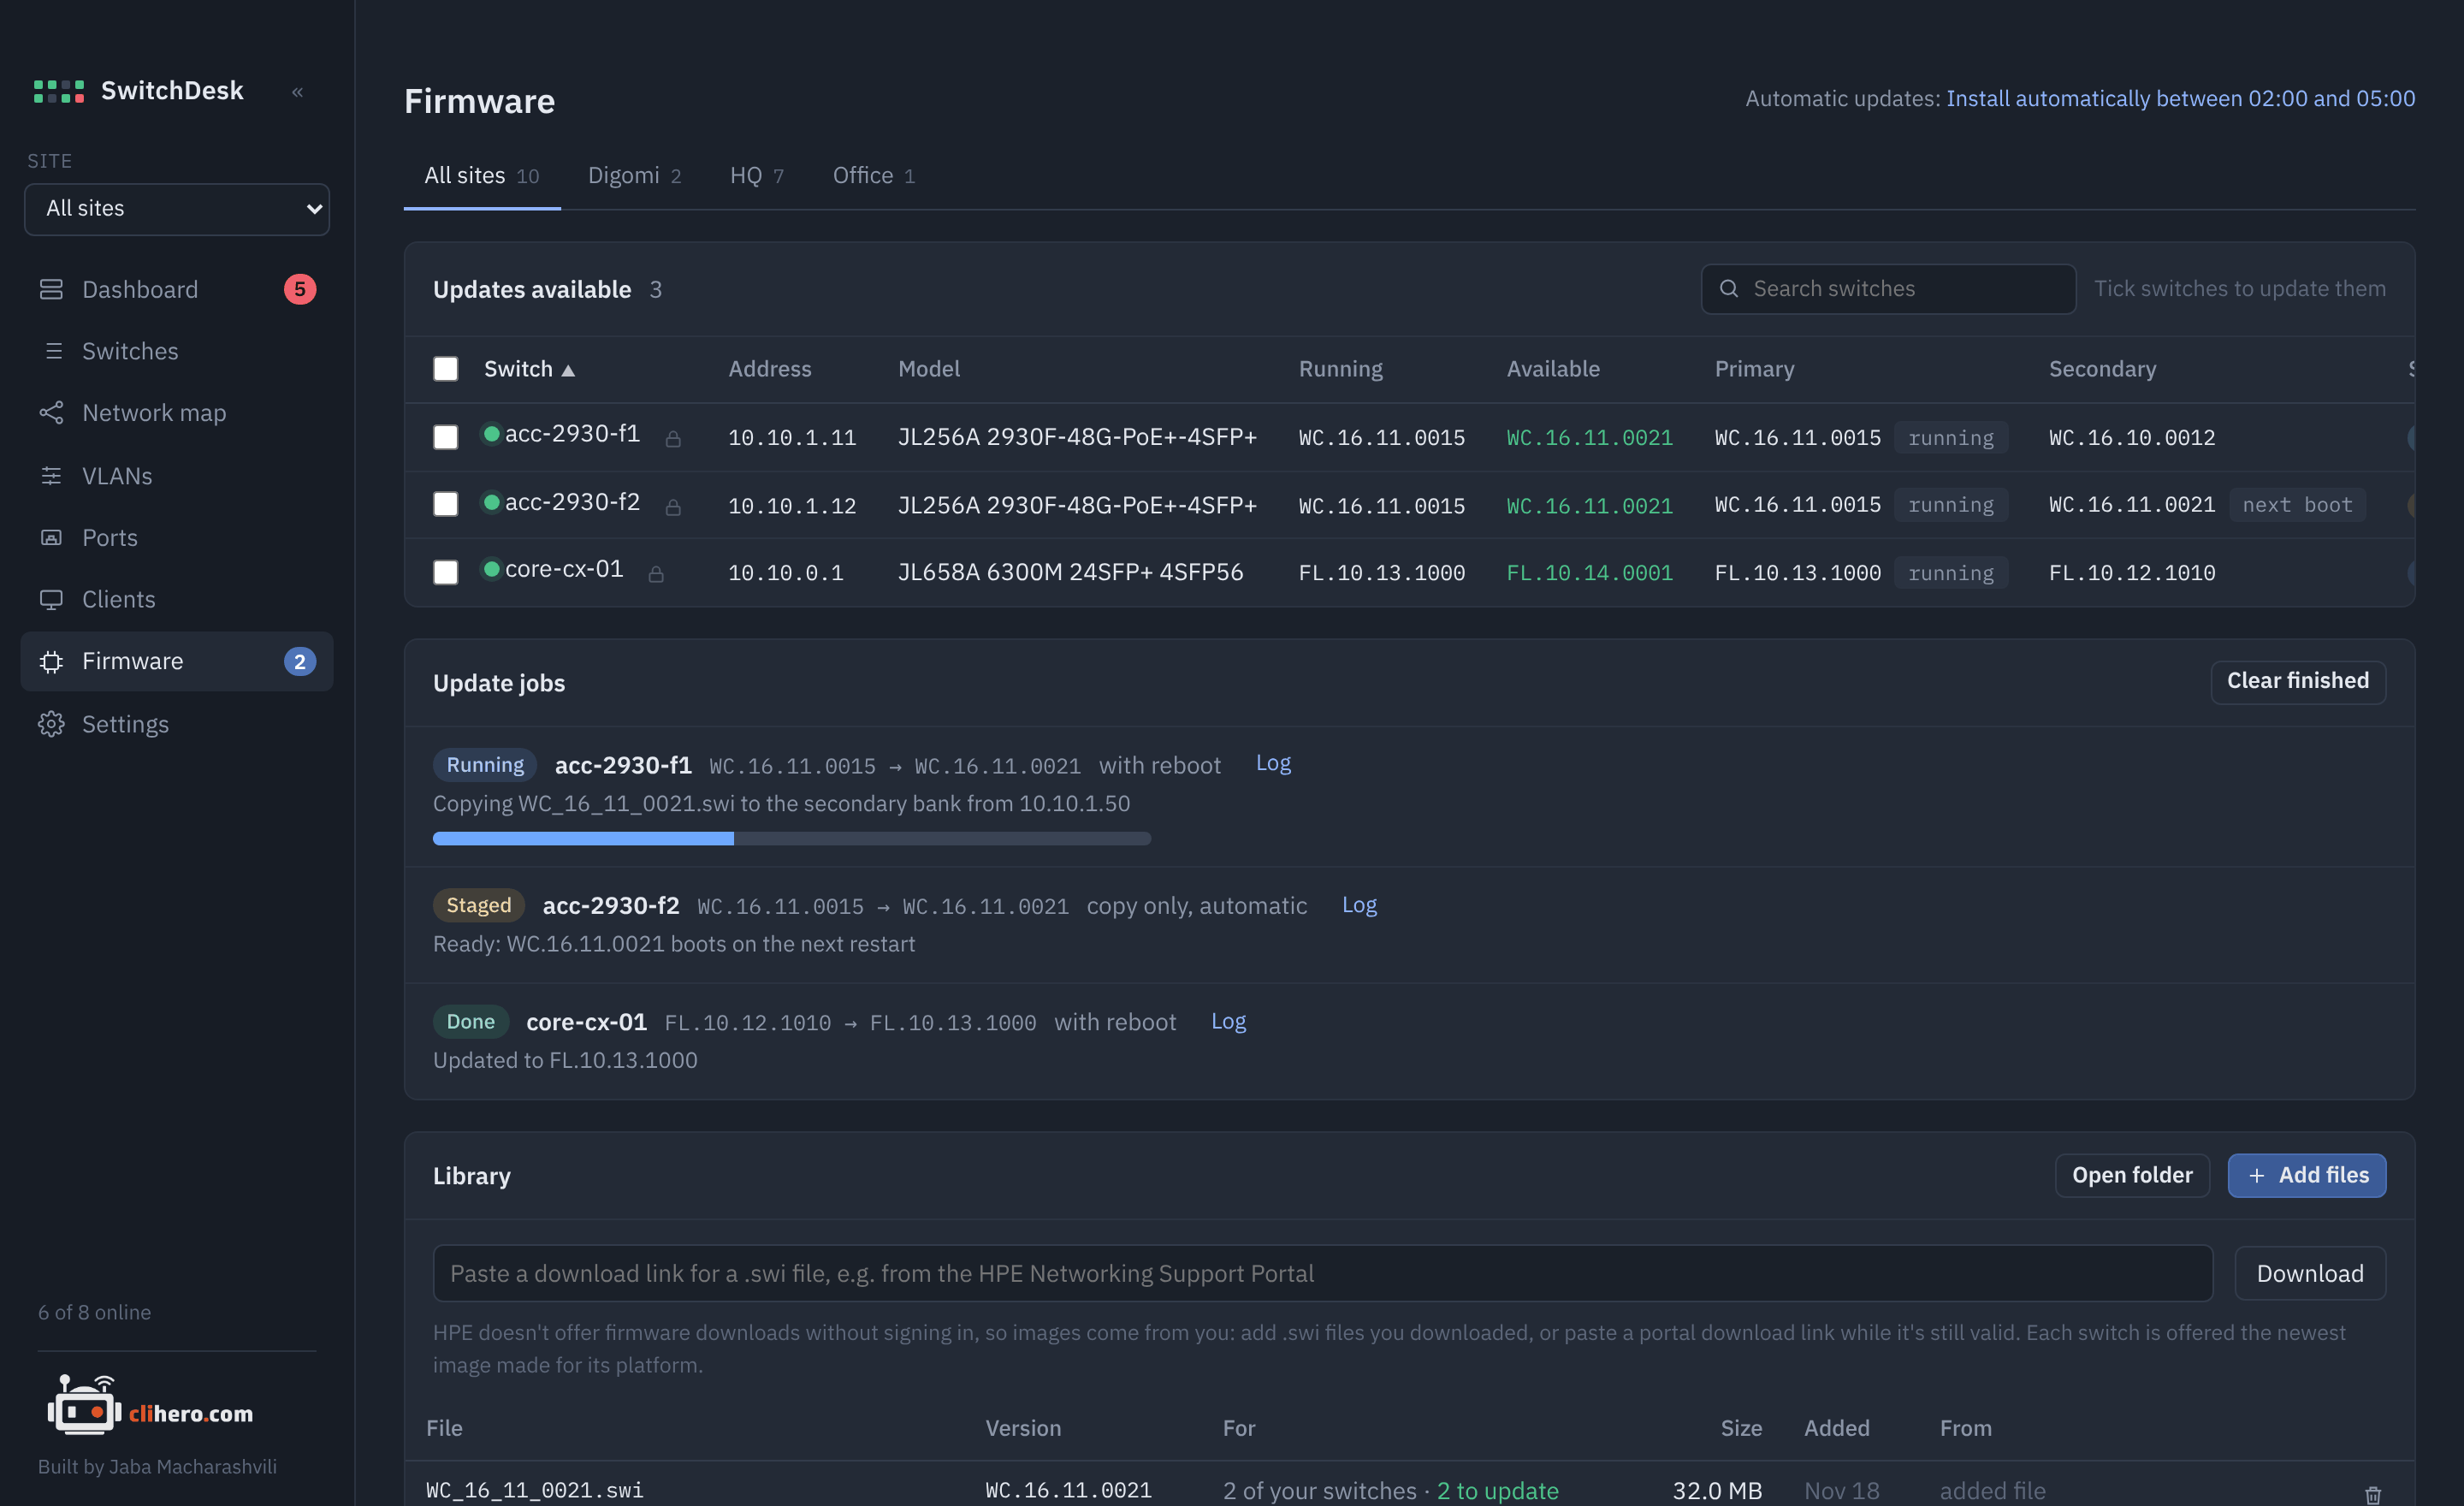 SwitchDesk «
SITE
All sites
Dashboard 5
Switches
Network map
VLANs
Ports
Clients
Firmware 2
Settings
6 of 8 online
clihero.com
Built by Jaba Macharashvili
Firmware
Automatic updates: Install automatically between 02:00 and 05:00
All sites 10 Digomi 2 HQ 7 Office 1
Updates available 3
Search switches
Tick switches to update them
Switch ▲ Address Model Running Available Primary Secondary
acc-2930-f1 10.10.1.11 JL256A 2930F-48G-PoE+-4SFP+ WC.16.11.0015 WC.16.11.0021 WC.16.11.0015 running WC.16.10.0012
acc-2930-f2 10.10.1.12 JL256A 2930F-48G-PoE+-4SFP+ WC.16.11.0015 WC.16.11.0021 WC.16.11.0015 running WC.16.11.0021 next boot
core-cx-01 10.10.0.1 JL658A 6300M 24SFP+ 4SFP56 FL.10.13.1000 FL.10.14.0001 FL.10.13.1000 running FL.10.12.1010
Update jobs
Clear finished
Running acc-2930-f1 WC.16.11.0015 → WC.16.11.0021 with reboot Log
Copying WC_16_11_0021.swi to the secondary bank from 10.10.1.50
Staged acc-2930-f2 WC.16.11.0015 → WC.16.11.0021 copy only, automatic Log
Ready: WC.16.11.0021 boots on the next restart
Done core-cx-01 FL.10.12.1010 → FL.10.13.1000 with reboot Log
Updated to FL.10.13.1000
Library
Open folder
+ Add files
Paste a download link for a .swi file, e.g. from the HPE Networking Support Portal
Download
HPE doesn't offer firmware downloads without signing in, so images come from you: add .swi files you downloaded, or paste a portal download link while it's still valid. Each switch is offered the newest
image made for its platform.
File Version For Size Added From
WC_16_11_0021.swi WC.16.11.0021 2 of your switches · 2 to update 32.0 MB Nov 18 added file